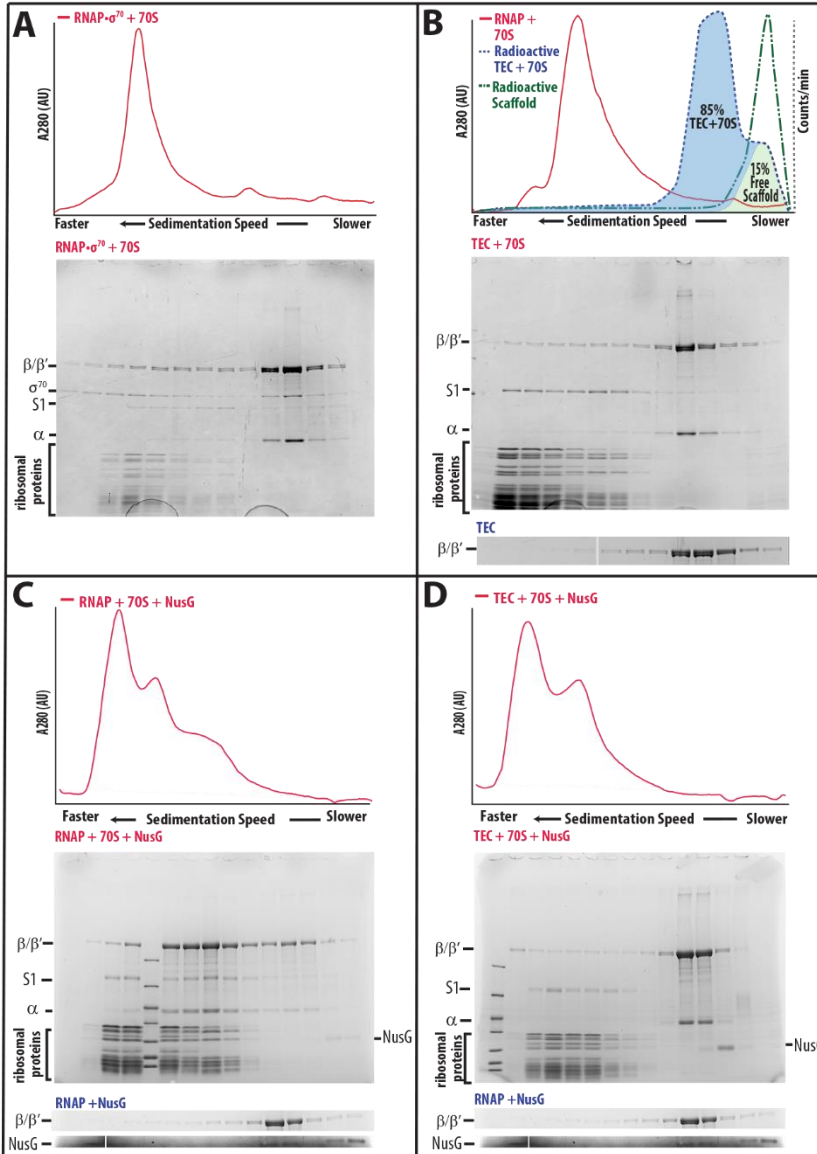 A
RNAP·σ⁷⁰ + 70S
A280 (AU)
Faster
Sedimentation Speed
Slower
RNAP·σ⁷⁰ + 70S
β/β′
σ⁷⁰
S1
α
ribosomal
proteins
B
RNAP +
70S
Radioactive
TEC + 70S
Radioactive
Scaffold
A280 (AU)
Counts/min
85%
TEC+70S
15%
Free
Scaffold
Faster
Sedimentation Speed
Slower
TEC + 70S
β/β′
S1
α
ribosomal
proteins
TEC
β/β′
C
RNAP + 70S + NusG
A280 (AU)
Faster
Sedimentation Speed
Slower
RNAP + 70S + NusG
β/β′
S1
α
NusG
ribosomal
proteins
RNAP +NusG
β/β′
NusG
D
TEC + 70S + NusG
A280 (AU)
Faster
Sedimentation Speed
Slower
TEC + 70S + NusG
β/β′
S1
α
Nus
ribosomal
proteins
RNAP +NusG
β/β′
NusG